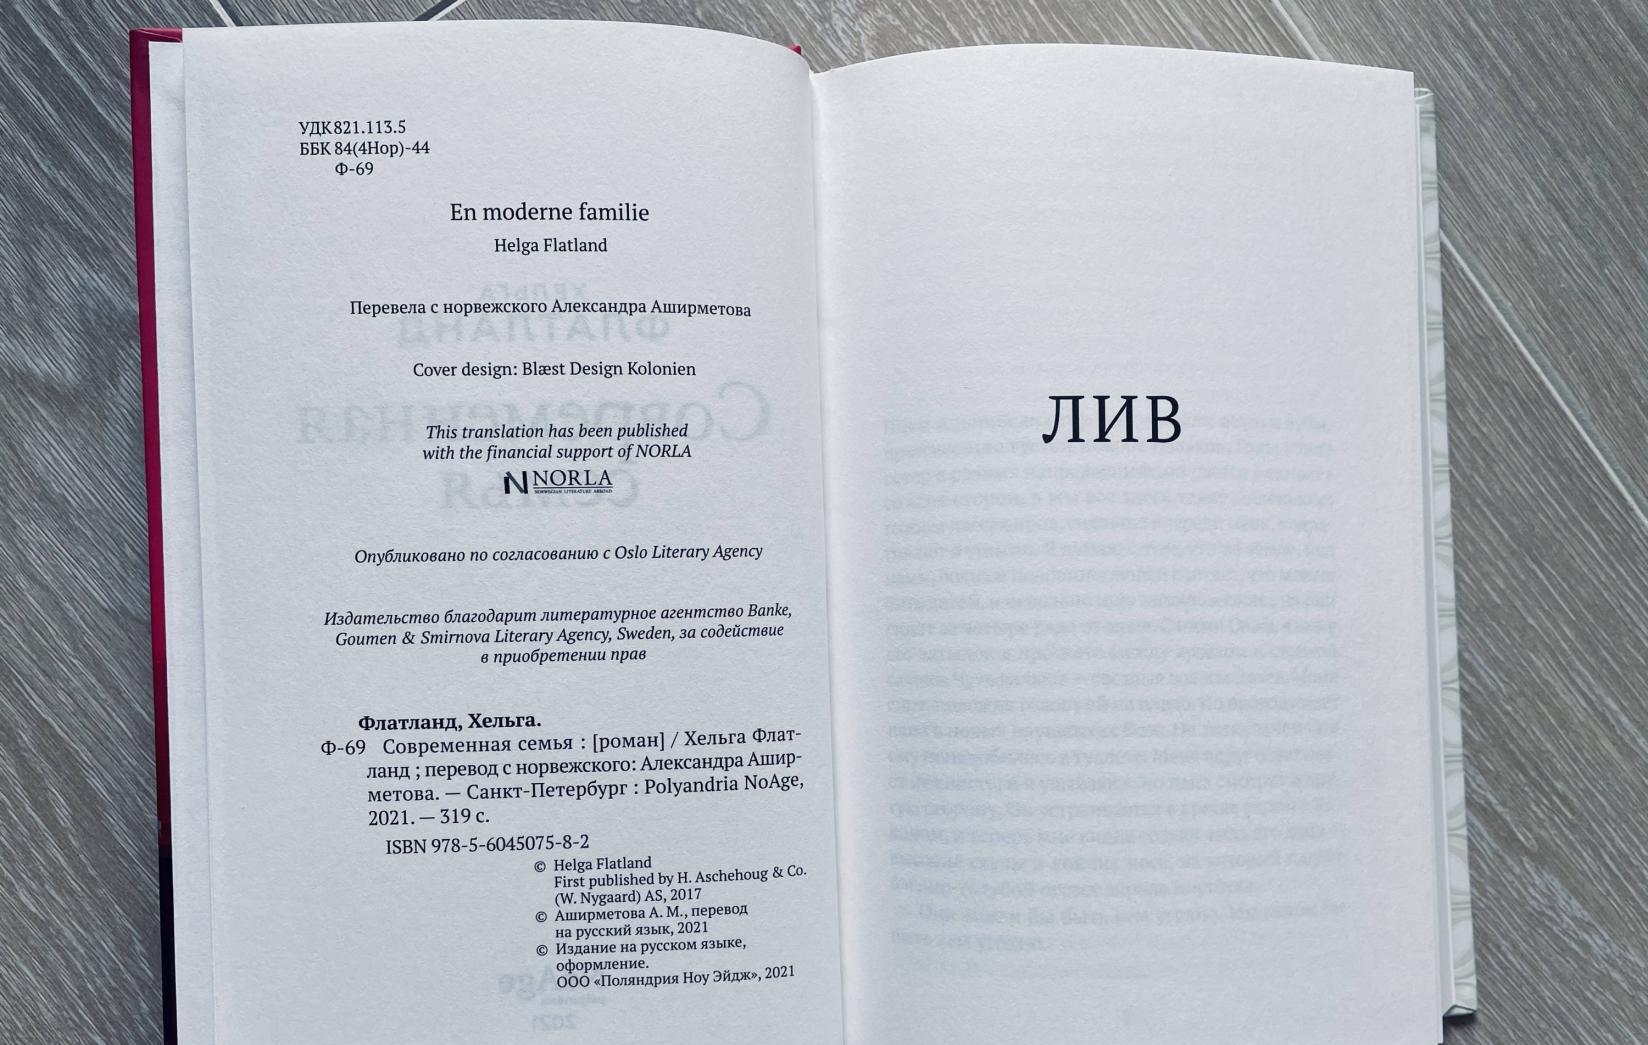 УДК 821.113.5
ББК 84(4Нор)-44
Ф-69
En moderne familie
Helga Flatland
Перевела с норвежского Александра Аширметова
Cover design: Blæst Design Kolonien
This translation has been published
with the financial support of NORLA
N NORLA
NORWEGIAN LITERATURE ABROAD
Опубликовано по согласованию с Oslo Literary Agency
Издательство благодарит литературное агентство Banke,
Goumen & Smirnova Literary Agency, Sweden, за содействие
в приобретении прав
Флатланд, Хельга.
Ф-69 Современная семья : [роман] / Хельга Флат-
ланд ; перевод с норвежского: Александра Ашир-
метова. — Санкт-Петербург : Polyandria NoAge,
2021. — 319 с.
ISBN 978-5-6045075-8-2
© Helga Flatland
First published by H. Aschehoug & Co.
(W. Nygaard) AS, 2017
© Аширметова А. М., перевод
на русский язык, 2021
© Издание на русском языке,
оформление.
ООО «Поляндрия Ноу Эйдж», 2021
ЛИВ